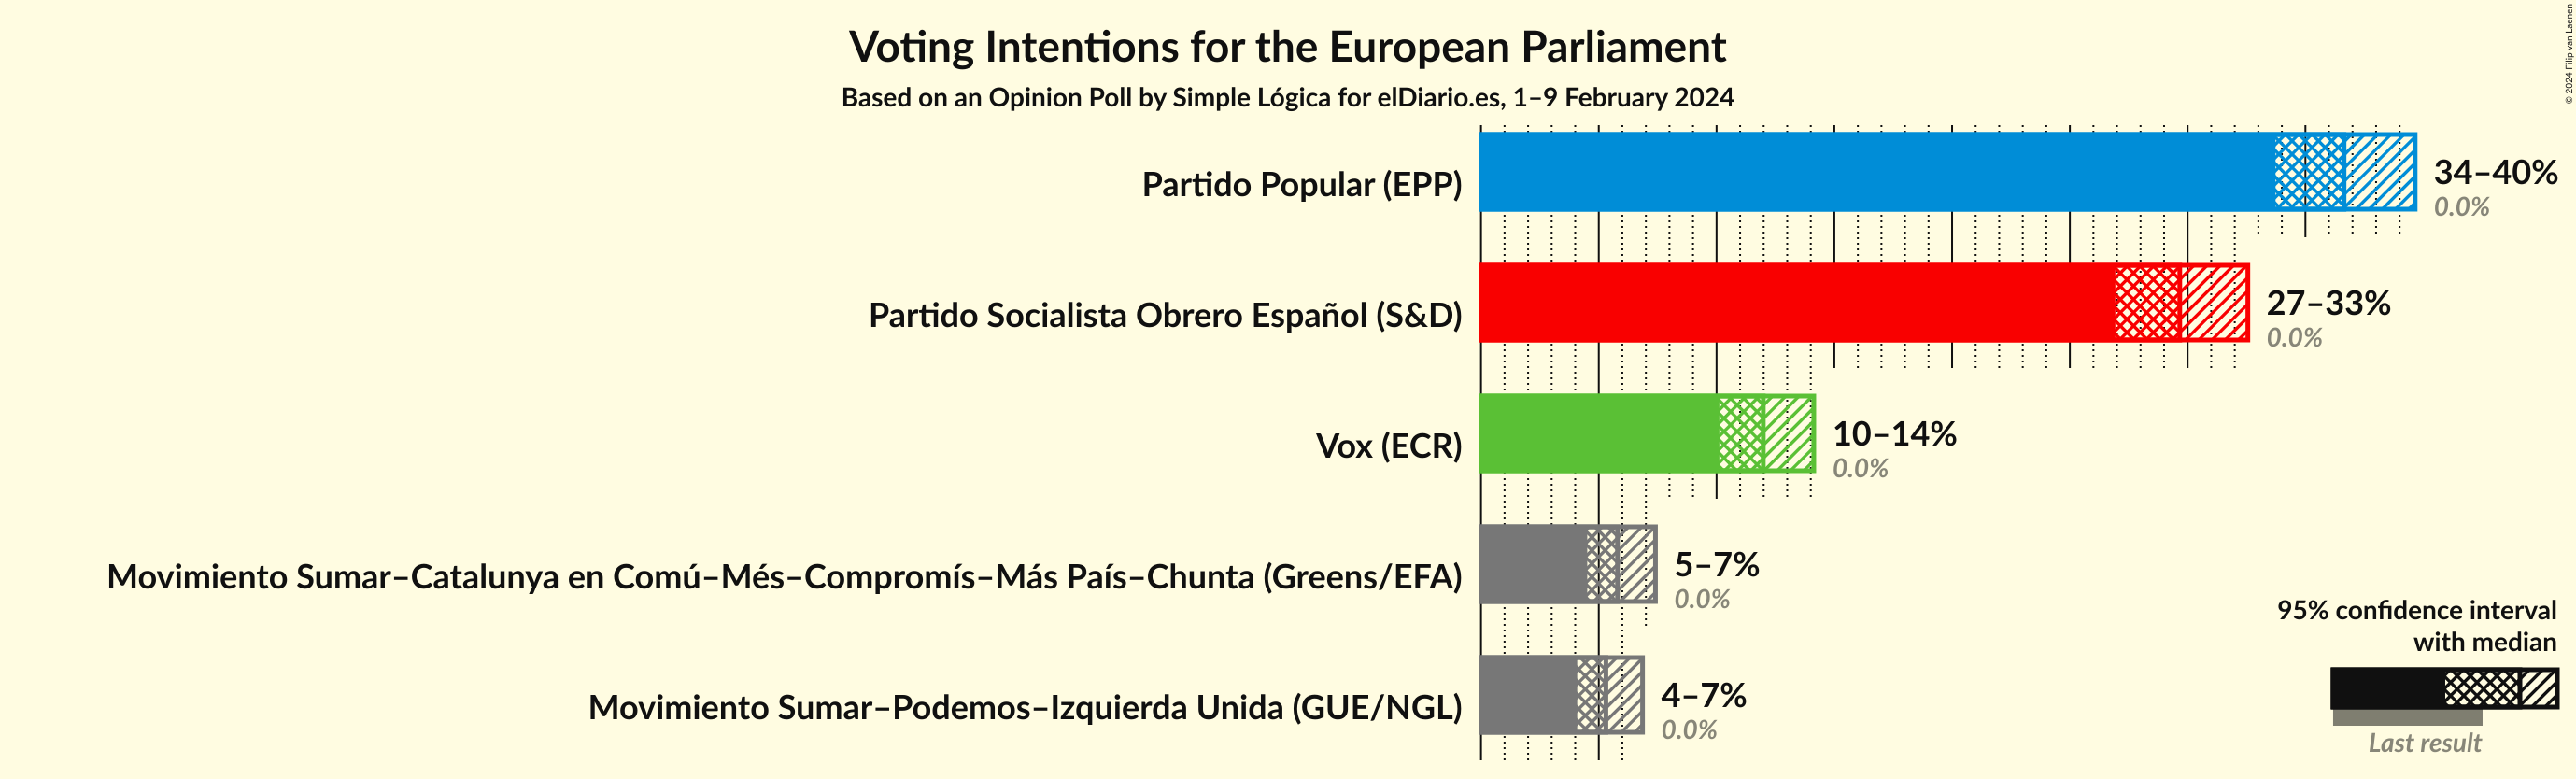 Voting Intentions for the European Parliament
Based on an Opinion Poll by Simple Lógica for elDiario.es, 1–9 February 2024
© 2024 Filip van Laenen
Partido Popular (EPP)
34–40%
0.0%
Partido Socialista Obrero Español (S&D)
27–33%
0.0%
Vox (ECR)
10–14%
0.0%
Movimiento Sumar–Catalunya en Comú–Més–Compromís–Más País–Chunta (Greens/EFA)
5–7%
0.0%
Movimiento Sumar–Podemos–Izquierda Unida (GUE/NGL)
4–7%
0.0%
95% confidence interval
with median
Last result